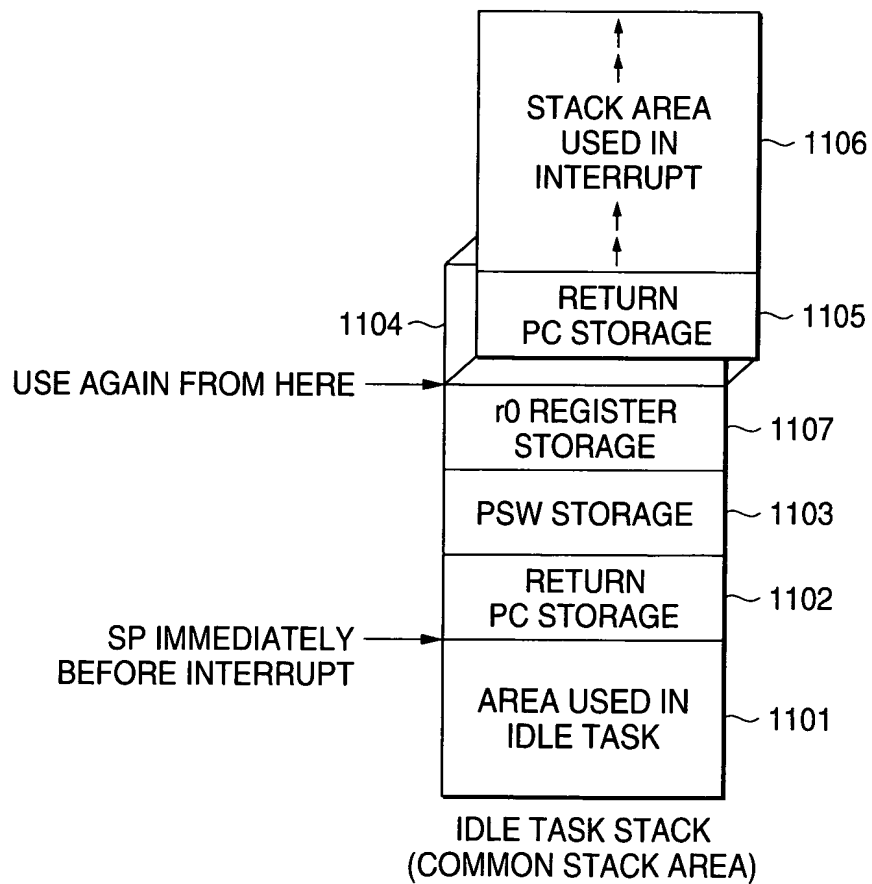 STACK AREA
USED IN
INTERRUPT
1106
RETURN
PC STORAGE
1105
1104
USE AGAIN FROM HERE
r0 REGISTER
STORAGE
1107
PSW STORAGE
1103
RETURN
PC STORAGE
1102
SP IMMEDIATELY
BEFORE INTERRUPT
AREA USED IN
IDLE TASK
1101
IDLE TASK STACK
(COMMON STACK AREA)